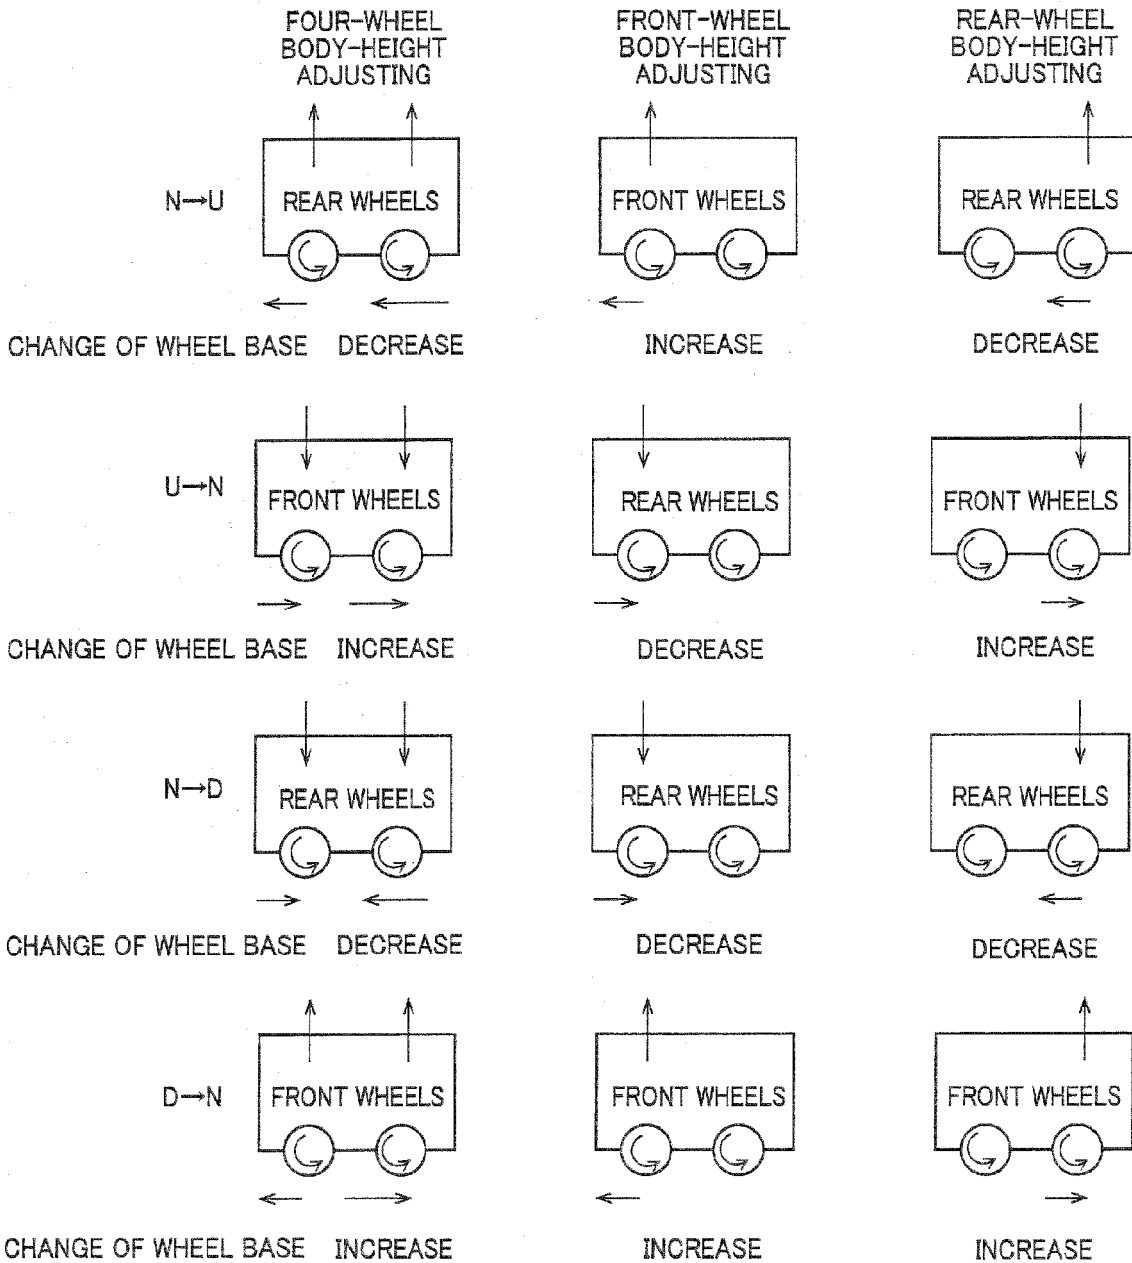 FOUR-WHEEL
BODY-HEIGHT
ADJUSTING
FRONT-WHEEL
BODY-HEIGHT
ADJUSTING
REAR-WHEEL
BODY-HEIGHT
ADJUSTING
N→U
REAR WHEELS
FRONT WHEELS
REAR WHEELS
CHANGE OF WHEEL BASE DECREASE
INCREASE
DECREASE
U→N
FRONT WHEELS
REAR WHEELS
FRONT WHEELS
CHANGE OF WHEEL BASE INCREASE
DECREASE
INCREASE
N→D
REAR WHEELS
REAR WHEELS
REAR WHEELS
CHANGE OF WHEEL BASE DECREASE
DECREASE
DECREASE
D→N
FRONT WHEELS
FRONT WHEELS
FRONT WHEELS
CHANGE OF WHEEL BASE INCREASE
INCREASE
INCREASE